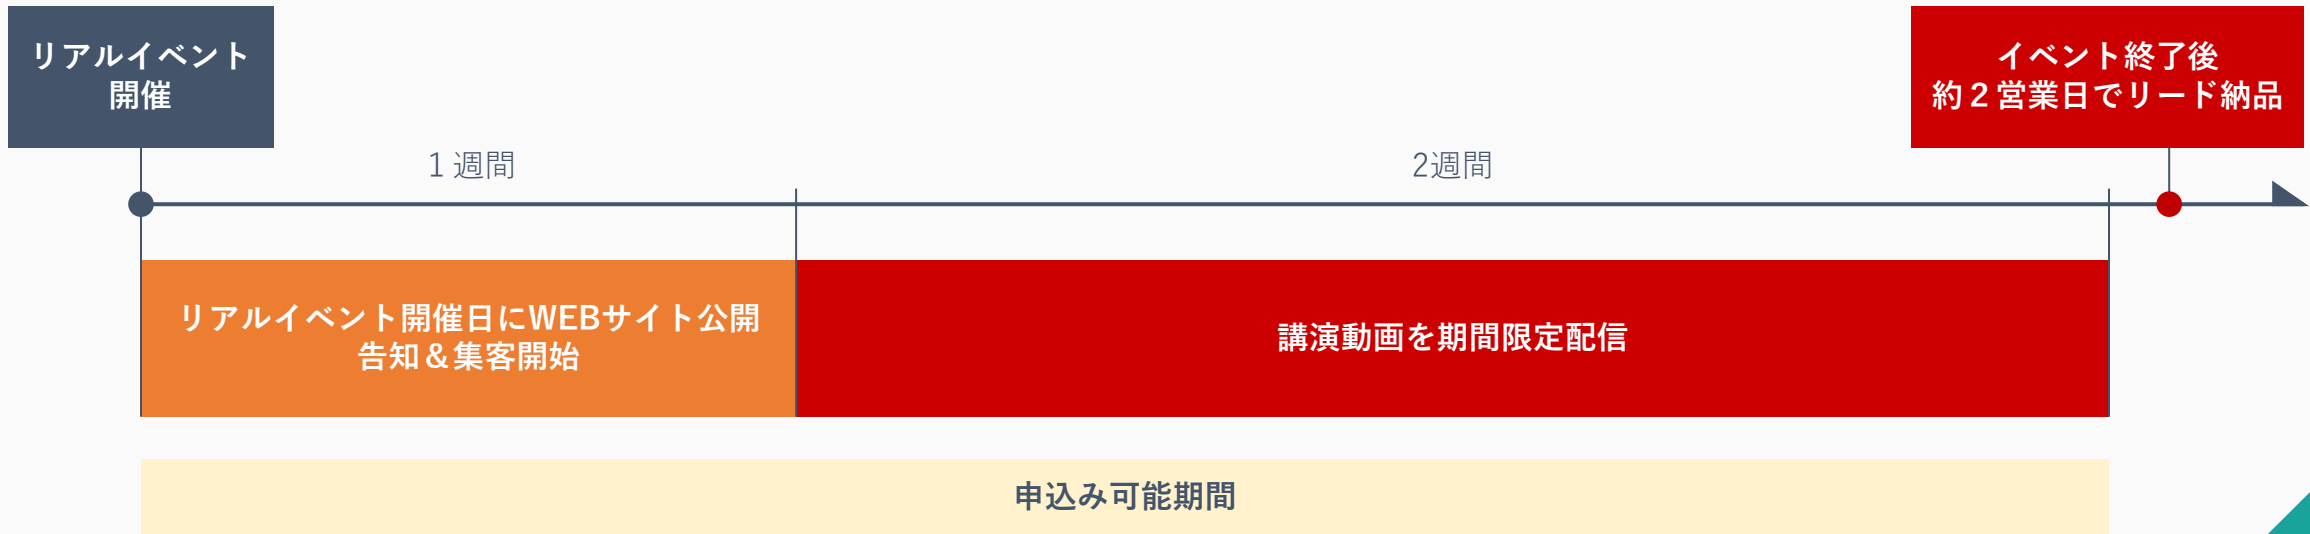 リアルイベント
開催
イベント終了後
約２営業日でリード納品
１週間
2週間
リアルイベント開催日にWEBサイト公開
告知＆集客開始
講演動画を期間限定配信
申込み可能期間